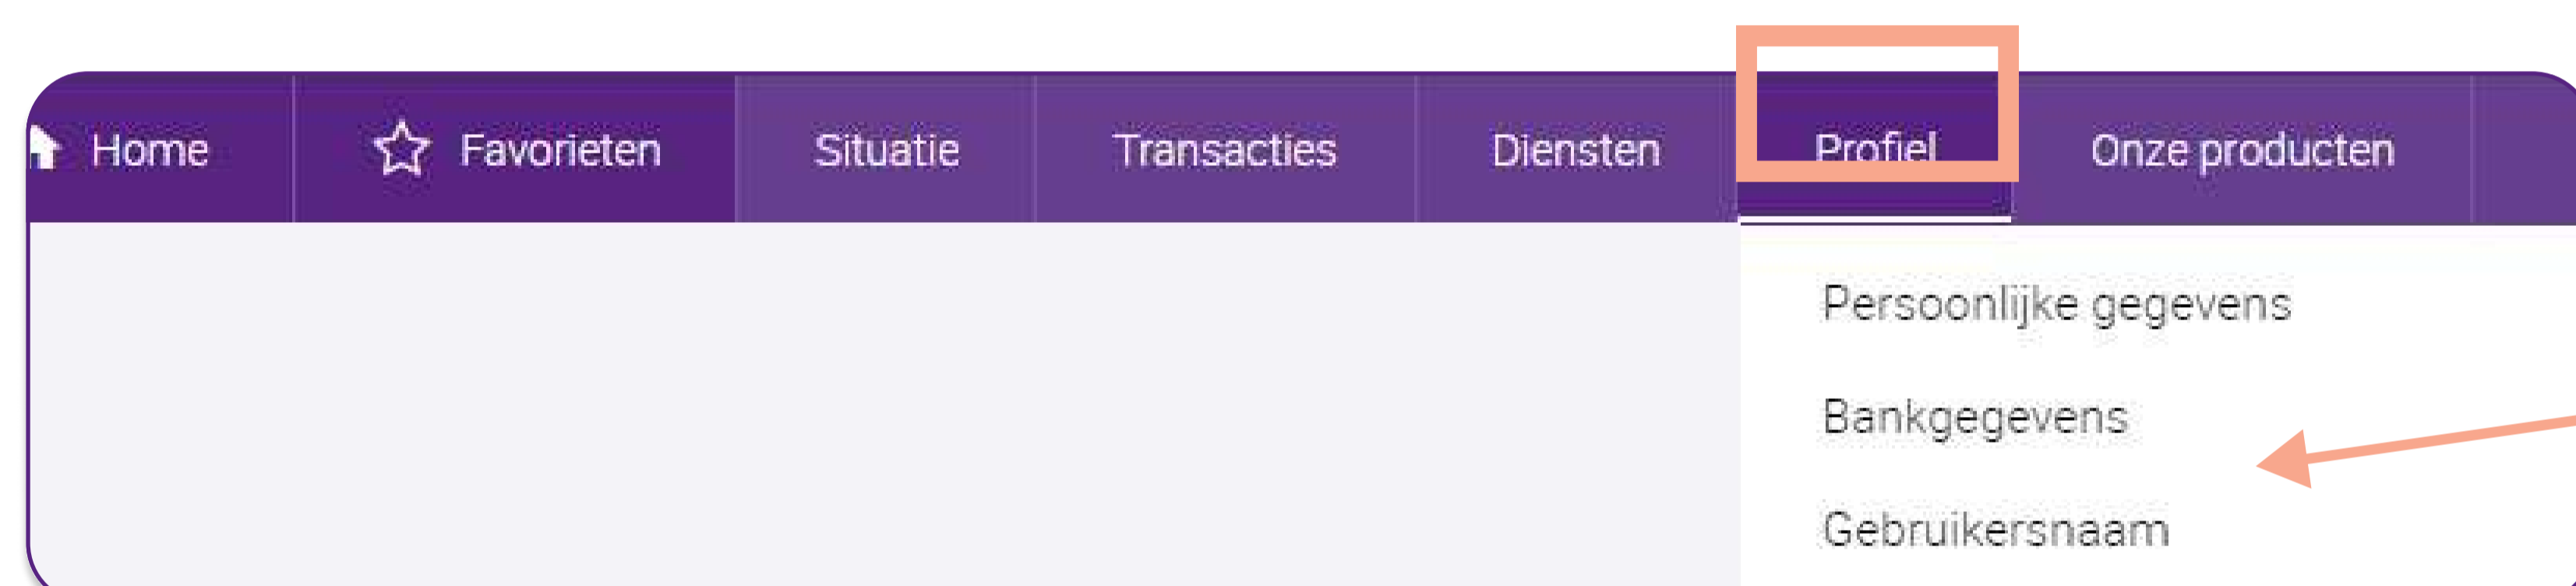 Home Favorieten Situatie Transacties Diensten Profiel Onze producten
Persoonlijke gegevens
Bankgegevens
Gebruikersnaam